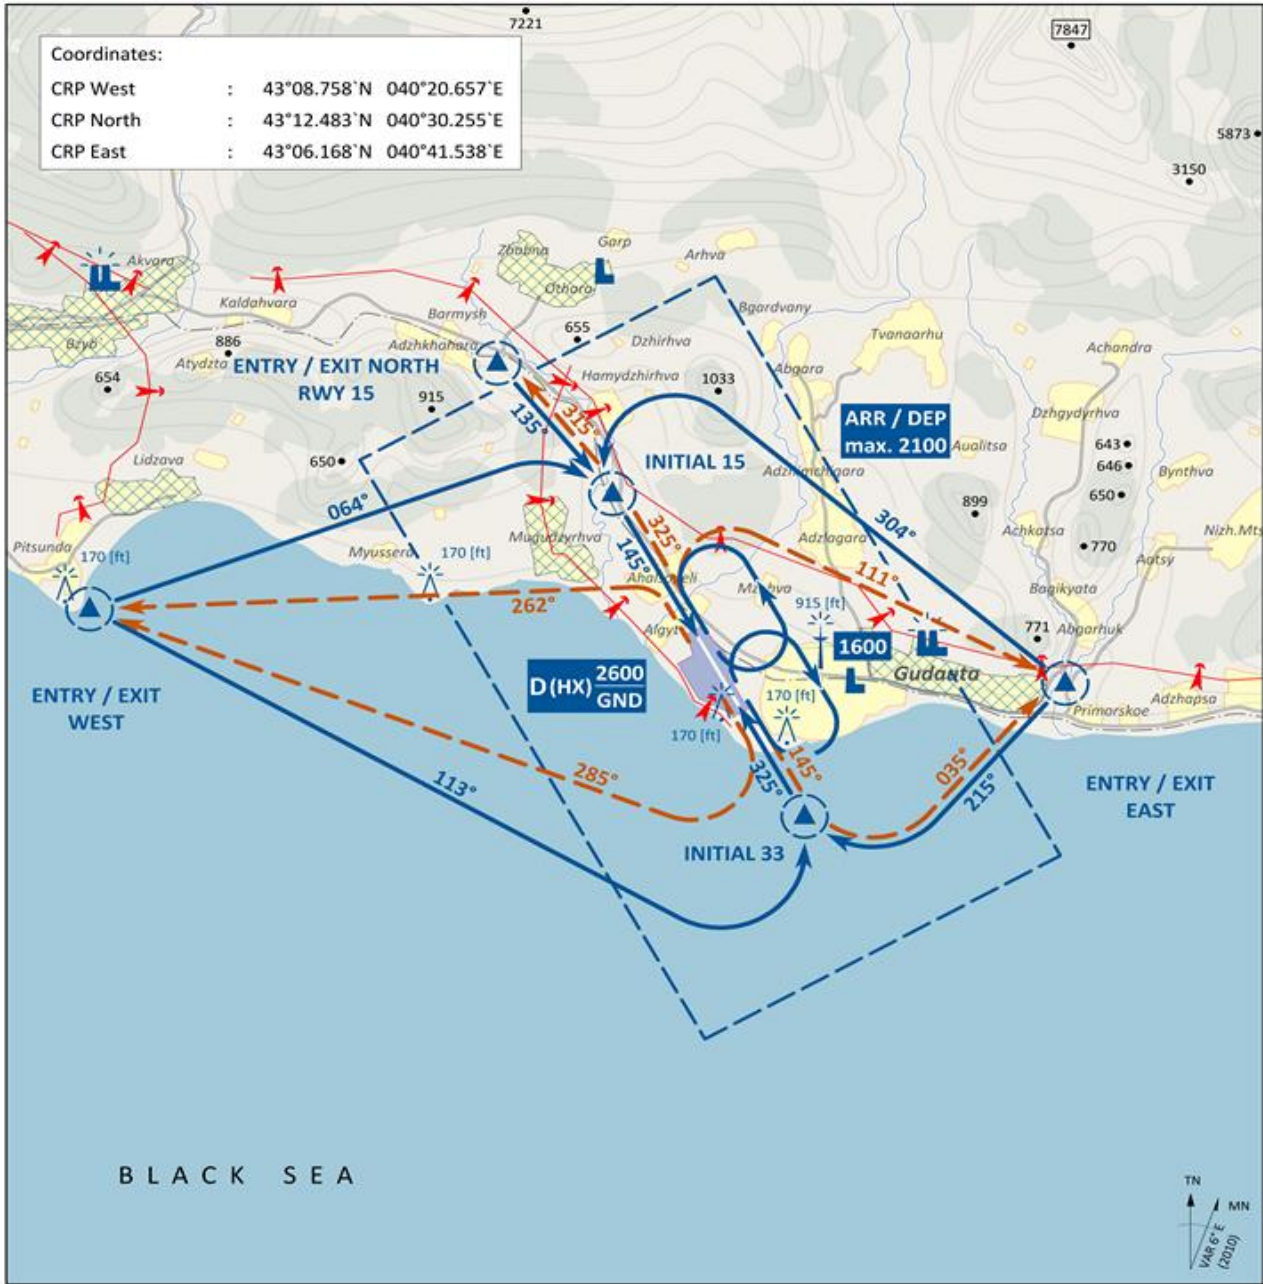 7221
7847
Coordinates:
CRP West : 43°08.758`N 040°20.657`E
CRP North : 43°12.483`N 040°30.255`E
CRP East : 43°06.168`N 040°41.538`E
5873
3150
Akvara
Zbabna
Garp
Arhva
Othara
Kaldahvara
Barmysh
Bgardvany
655
Dzhirhva
Tvanaarhu
Bzyb
886
Adzhkhahara
Achandra
Atydzta
ENTRY / EXIT NORTH
RWY 15
Abgara
654
Hamydzhirhva
1033
915
135°
315°
ARR / DEP
max. 2100
Dzhgydyrhva
643
Aualitsa
646
Lidzava
650
INITIAL 15
Adzhimchigara
Bynthva
650
064°
899
304°
Achkatsa
Nizh.Mts
Pitsunda
170 [ft]
Myussera
170 [ft]
Mugudzyrhva
325°
145°
Adzlagara
770
Aatsy
111°
Bagikyata
262°
915 [ft]
771
Abgarhuk
Algyt
1600
ENTRY / EXIT
WEST
D (HX) 2600
GND
Gudauta
170 [ft]
Primorskoe
Adzhapsa
170 [ft]
113°
285°
325°
145°
035°
215°
ENTRY / EXIT
EAST
INITIAL 33
BLACK SEA
TN
MN
VAR 6° E
(2010)